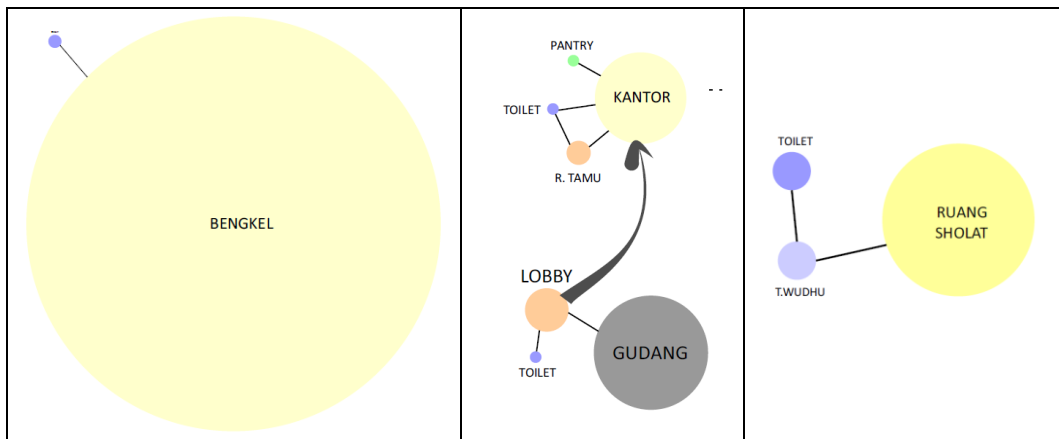 BENGKEL
PANTRY
KANTOR
TOILET
R. TAMU
LOBBY
GUDANG
TOILET
TOILET
RUANG
SHOLAT
T.WUDHU